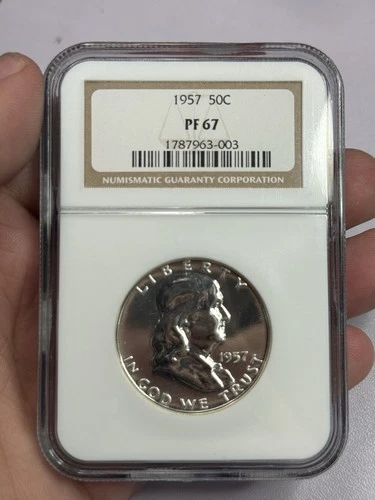 1957 50C
PF 67
1787963-003
NUMISMATIC GUARANTY CORPORATION
LIBERTY
1957
IN GOD WE TRUST